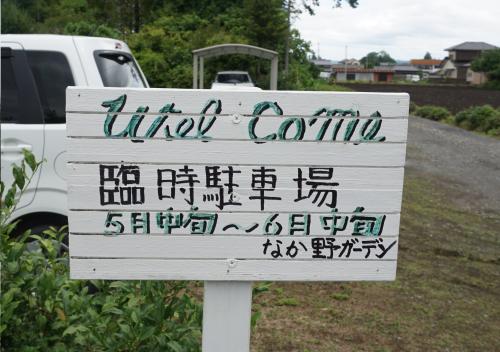 Wel Come
臨時駐車場
5月中旬～6月中旬
なか野ガーデン